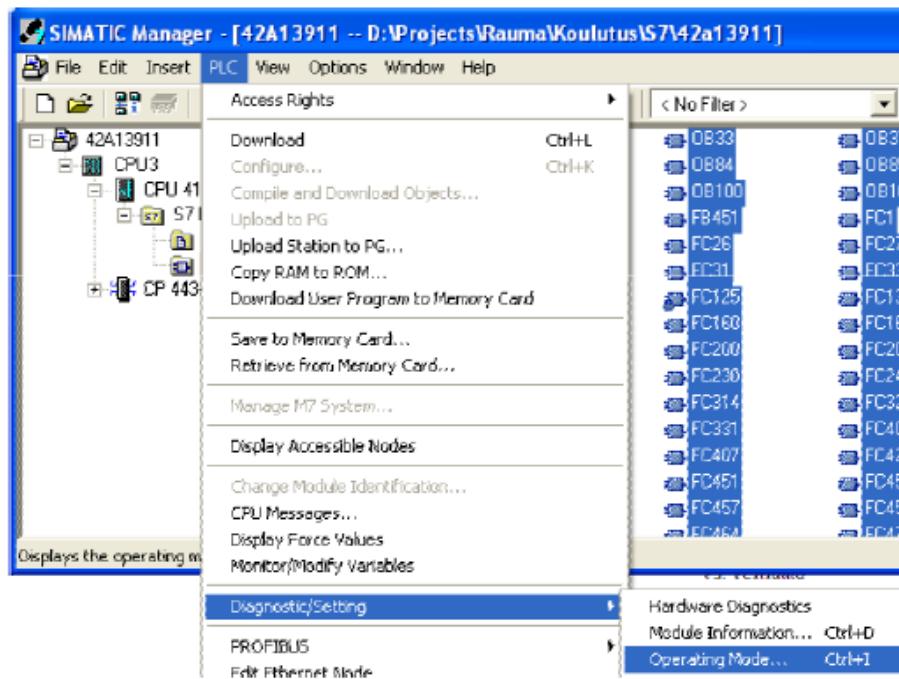 SIMATIC Manager - [42A13911 -- D:\Projects\Rauma\Koulutus\S7\42a13911]
File Edit Insert PLC View Options Window Help
< No Filter >
42A13911
CPU3
CPU 41
S7
CP 443-
Access Rights
Download Ctrl+L
Configure... Ctrl+K
Compile and Download Objects...
Upload to PG
Upload Station to PG...
Copy RAM to ROM...
Download User Program to Memory Card
Save to Memory Card...
Retrieve from Memory Card...
Manage M7 System...
Display Accessible Nodes
Change Module Identification...
CPU Messages...
Display Force Values
Monitor/Modify Variables
Diagnostic/Setting
PROFIBUS
Edit Ethernet Node
Hardware Diagnostics
Module Information... Ctrl+D
Operating Mode... Ctrl+I
OB33
OB84
OB100
FB451 FC1
FC26
FC31
FC125
FC160
FC200
FC230
FC314
FC331
FC407
FC451
FC457
FC464
Displays the operating m